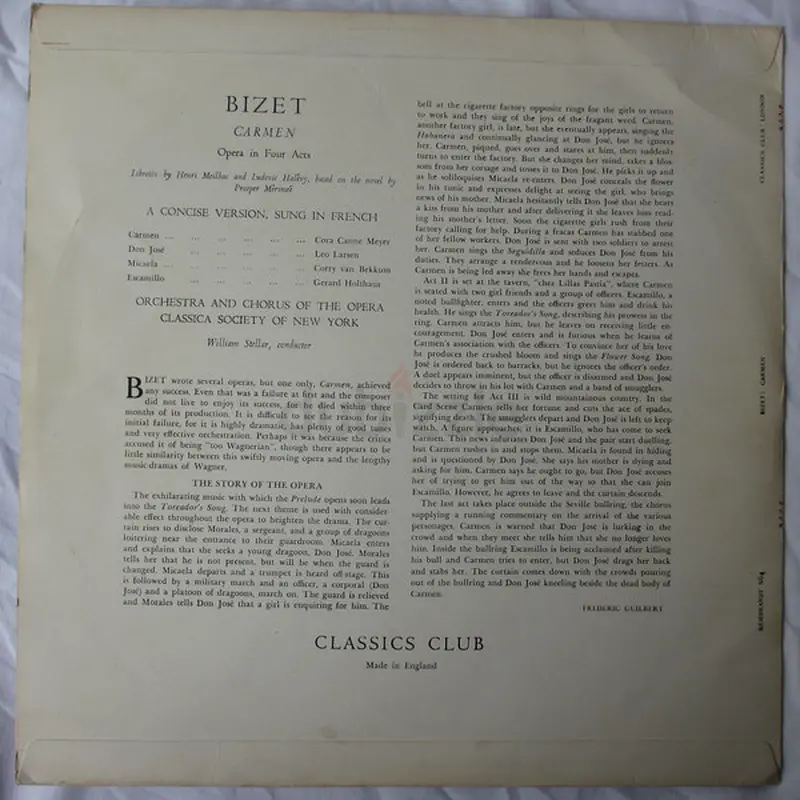 BIZET
CARMEN
Opera in Four Acts
Libretto by Henri Meilhac and Ludovic Halévy, based on the novel by
Prosper Mérimée
A CONCISE VERSION, SUNG IN FRENCH
Carmen ... ... ... ... ... ... Cora Canne Meyer
Don José ... ... ... ... ... Leo Larsen
Micaela ... ... ... ... ... ... Corry van Bekkum
Escamillo ... ... ... ... ... Gerard Holthaus
ORCHESTRA AND CHORUS OF THE OPERA
CLASSICA SOCIETY OF NEW YORK
William Stellar, conductor
BIZET wrote several operas, but one only, Carmen, achieved
any success. Even that was a failure at first and the composer
did not live to enjoy its success, for he died within three
months of its production. It is difficult to see the reason for its
initial failure, for it is highly dramatic, has plenty of good tunes
and very effective orchestration. Perhaps it was because the critics
accused it of being "too Wagnerian", though there appears to be
little similarity between this swiftly moving opera and the lengthy
music-dramas of Wagner.
THE STORY OF THE OPERA
The exhilarating music with which the Prelude opens soon leads
into the Toreador's Song. The next theme is used with consider-
able effect throughout the opera to heighten the drama. The cur-
tain rises to disclose Morales, a sergeant, and a group of dragoons
loitering near the entrance to their guardroom. Micaela enters
and explains that she seeks a young dragoon, Don José. Morales
tells her that he is not present, but will be when the guard is
changed. Micaela departs and a trumpet is heard off-stage. This
is followed by a military march and an officer, a corporal (Don
José) and a platoon of dragoons, march on. The guard is relieved
and Morales tells Don José that a girl is enquiring for him. The
bell at the cigarette factory opposite rings for the girls to return
to work and they sing of the joys of the fragant weed. Carmen,
another factory girl, is late, but she eventually appears, singing the
Habanera and continually glancing at Don José, but he ignores
her. Carmen, piqued, goes over and stares at him, then suddenly
turns to enter the factory. But she changes her mind, takes a blos-
som from her corsage and tosses it to Don José. He picks it up and
as he soliloquises Micaela re-enters. Don José conceals the flower
in his tunic and expresses delight at seeing the girl, who brings
news of his mother. Micaela hesitantly tells Don José that she bears
a kiss from his mother and after delivering it she leaves him read-
ing his mother's letter. Soon the cigarette girls rush from their
factory calling for help. During a fracas Carmen has stabbed one
of her fellow workers. Don José is sent with two soldiers to arrest
her. Carmen sings the Seguidilla and seduces Don José from his
duties. They arrange a rendezvous and he loosens her fetters. As
Carmen is being led away she frees her hands and escapes.
Act II is set at the tavern, "chez Lillas Pastia", where Carmen
is seated with two girl friends and a group of officers. Escamillo, a
noted bullfighter, enters and the officers greet him and drink his
health. He sings the Toreador's Song, describing his prowess in the
ring. Carmen attracts him, but he leaves on receiving little en-
couragement. Don José enters and is furious when he learns of
Carmen's association with the officers. To convince her of his love
he produces the crushed bloom and sings the Flower Song. Don
José is ordered back to barracks, but he ignores the officer's order.
A duel appears imminent, but the officer is disarmed and Don José
decides to throw in his lot with Carmen and a band of smugglers.
The setting for Act III is wild mountainous country. In the
Card Scene Carmen tells her fortune and cuts the ace of spades,
signifying death. The smugglers depart and Don José is left to keep
watch. A figure approaches; it is Escamillo, who has come to seek
Carmen. This news infuriates Don José and the pair start duelling,
but Carmen rushes in and stops them. Micaela is found in hiding
and is questioned by Don José. She says his mother is dying and
asking for him. Carmen says he ought to go, but Don José accuses
her of trying to get him out of the way so that she can join
Escamillo. However, he agrees to leave and the curtain descends.
The last act takes place outside the Seville bullring, the chorus
supplying a running commentary on the arrival of the various
personages. Carmen is warned that Don José is lurking in the
crowd and when they meet she tells him that she no longer loves
him. Inside the bullring Escamillo is being acclaimed after killing
his bull and Carmen tries to enter, but Don José drags her back
and stabs her. The curtain comes down with the crowds pouring
out of the bullring and Don José kneeling beside the dead body of
Carmen.
FREDERIC GUILBERT
CLASSICS CLUB
Made in England
CLASSICS CLUB LONDON
BIZET: CARMEN